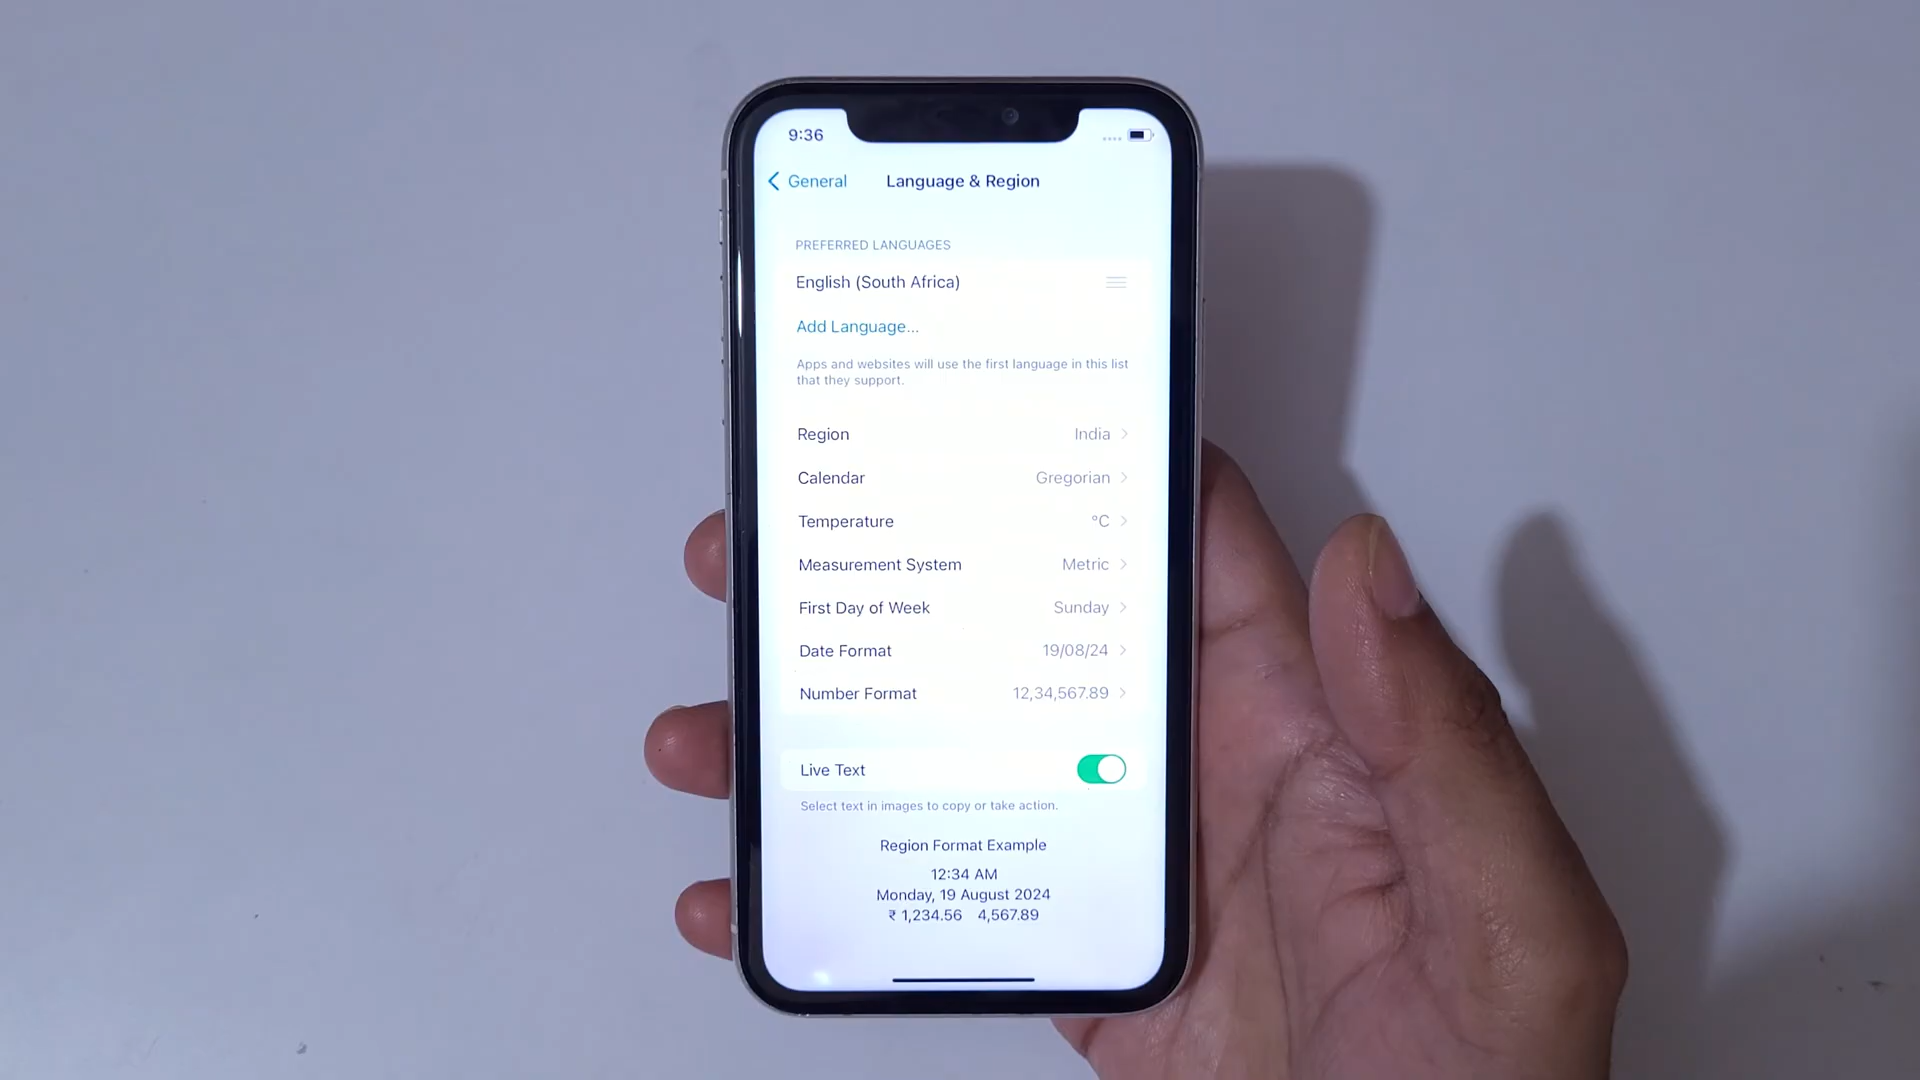 9:36
General
Language & Region
PREFERRED LANGUAGES
English (South Africa)
Add Language...
Apps and websites will use the first language in this list
that they support.
Region India
Calendar Gregorian
Temperature °C
Measurement System Metric
First Day of Week Sunday
Date Format 19/08/24
Number Format 12,34,567.89
Live Text
Select text in images to copy or take action.
Region Format Example
12:34 AM
Monday, 19 August 2024
₹ 1,234.56 4,567.89